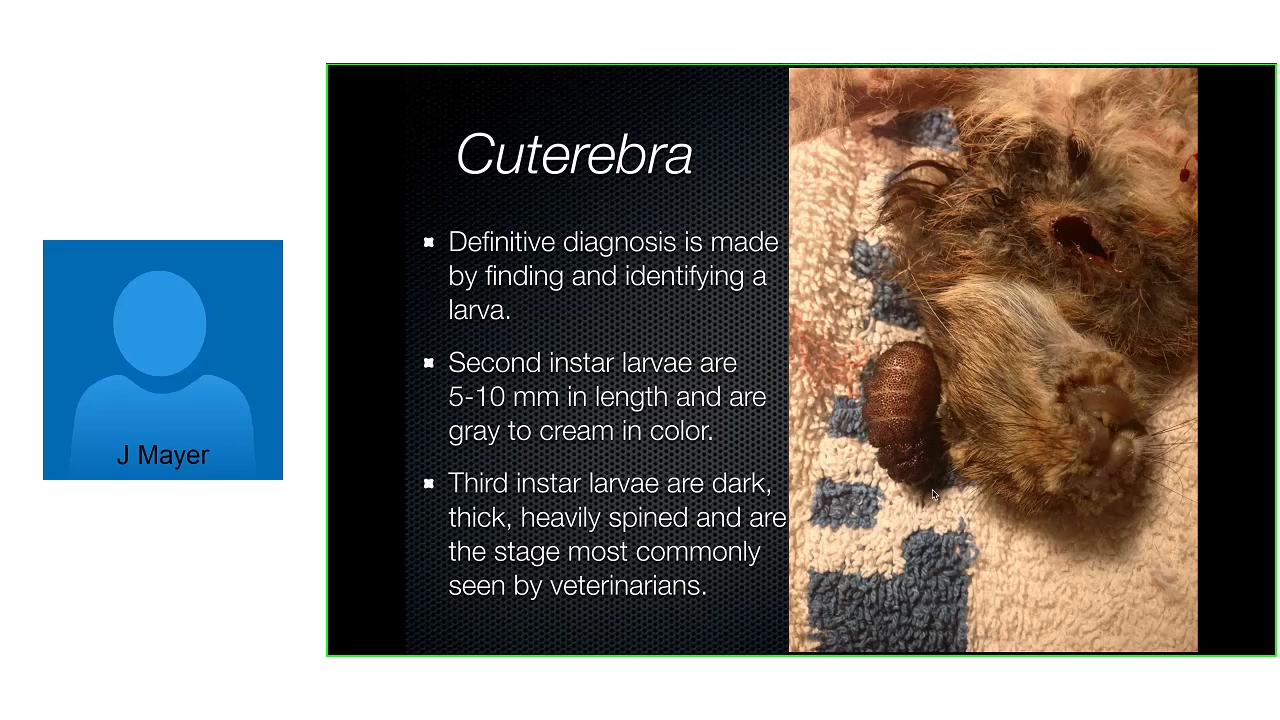 Cuterebra
Definitive diagnosis is made
by finding and identifying a
larva.
Second instar larvae are
5-10 mm in length and are
gray to cream in color.
Third instar larvae are dark,
thick, heavily spined and are
the stage most commonly
seen by veterinarians.
J Mayer